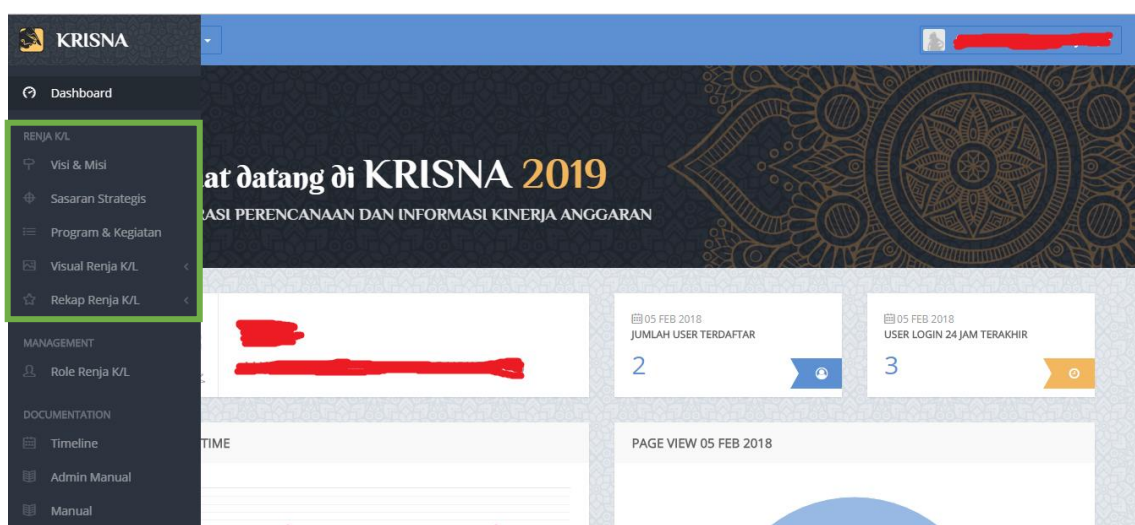 KRISNA
Dashboard
RENJA K/L
Visi & Misi
Sasaran Strategis
Program & Kegiatan
Visual Renja K/L
Rekap Renja K/L
MANAGEMENT
Role Renja K/L
DOCUMENTATION
Timeline
Admin Manual
Manual
at datang di KRISNA 2019
ASI PERENCANAAN DAN INFORMASI KINERJA ANGGARAN
05 FEB 2018
JUMLAH USER TERDAFTAR
2
05 FEB 2018
USER LOGIN 24 JAM TERAKHIR
3
TIME
PAGE VIEW 05 FEB 2018